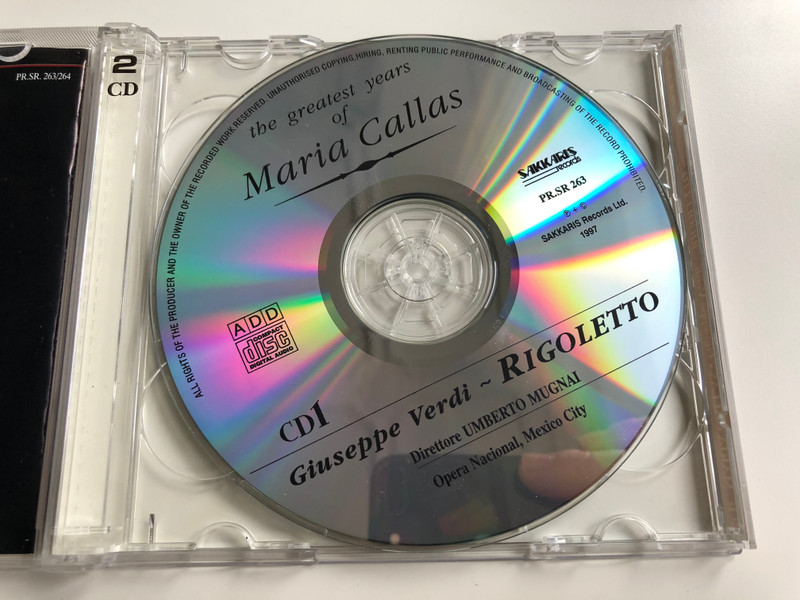 PR.SR. 263/264
2
CD
ALL RIGHTS OF THE PRODUCER AND THE OWNER OF THE RECORDED WORK RESERVED. UNAUTHORISED COPYING,HIRING, RENTING PUBLIC PERFORMANCE AND BROADCASTING OF THE RECORD PROHIBITED.
the greatest years
of
Maria Callas
SAKKARIS
records
PR.SR 263
℗ + ©
SAKKARIS Records Ltd.
1997
ADD
COMPACT
disc
DIGITAL AUDIO
CD1
Giuseppe Verdi ~ RIGOLETTO
Direttore UMBERTO MUGNAI
Opera Nacional, Mexico City